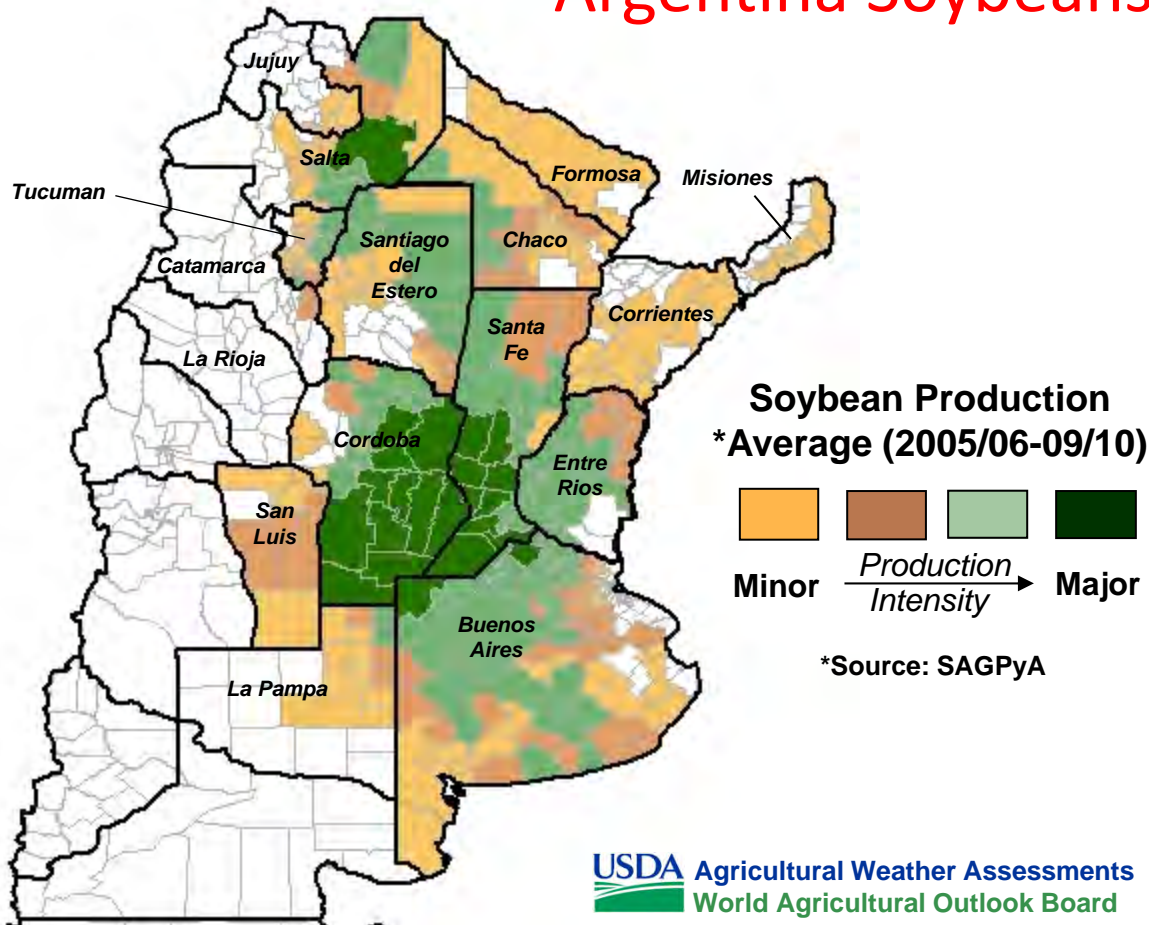 Argentina Soybeans
Jujuy
Salta
Formosa
Misiones
Tucuman
Santiago
del
Estero
Chaco
Catamarca
Corrientes
Santa
Fe
La Rioja
Cordoba
Entre
Rios
San
Luis
Buenos
Aires
La Pampa
Soybean Production
*Average (2005/06-09/10)
Minor
Production
Intensity
Major
*Source: SAGPyA
USDA Agricultural Weather Assessments
World Agricultural Outlook Board